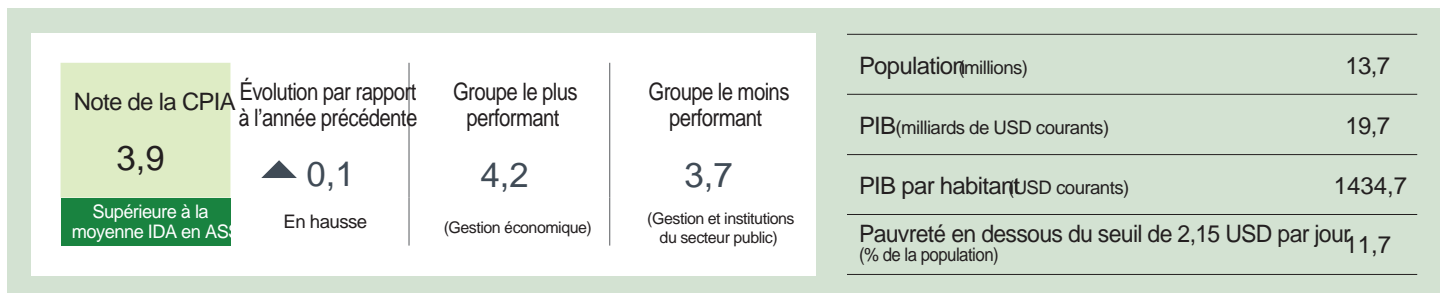 Note de la CPIA
3,9
Supérieure à la
moyenne IDA en ASS
Évolution par rapport
à l'année précédente
0,1
En hausse
Groupe le plus
performant
4,2
(Gestion économique)
Groupe le moins
performant
3,7
(Gestion et institutions
du secteur public)
Population (millions) 13,7
PIB (milliards de USD courants) 19,7
PIB par habitant (USD courants) 1434,7
Pauvreté en dessous du seuil de 2,15 USD par jour 11,7
(% de la population)